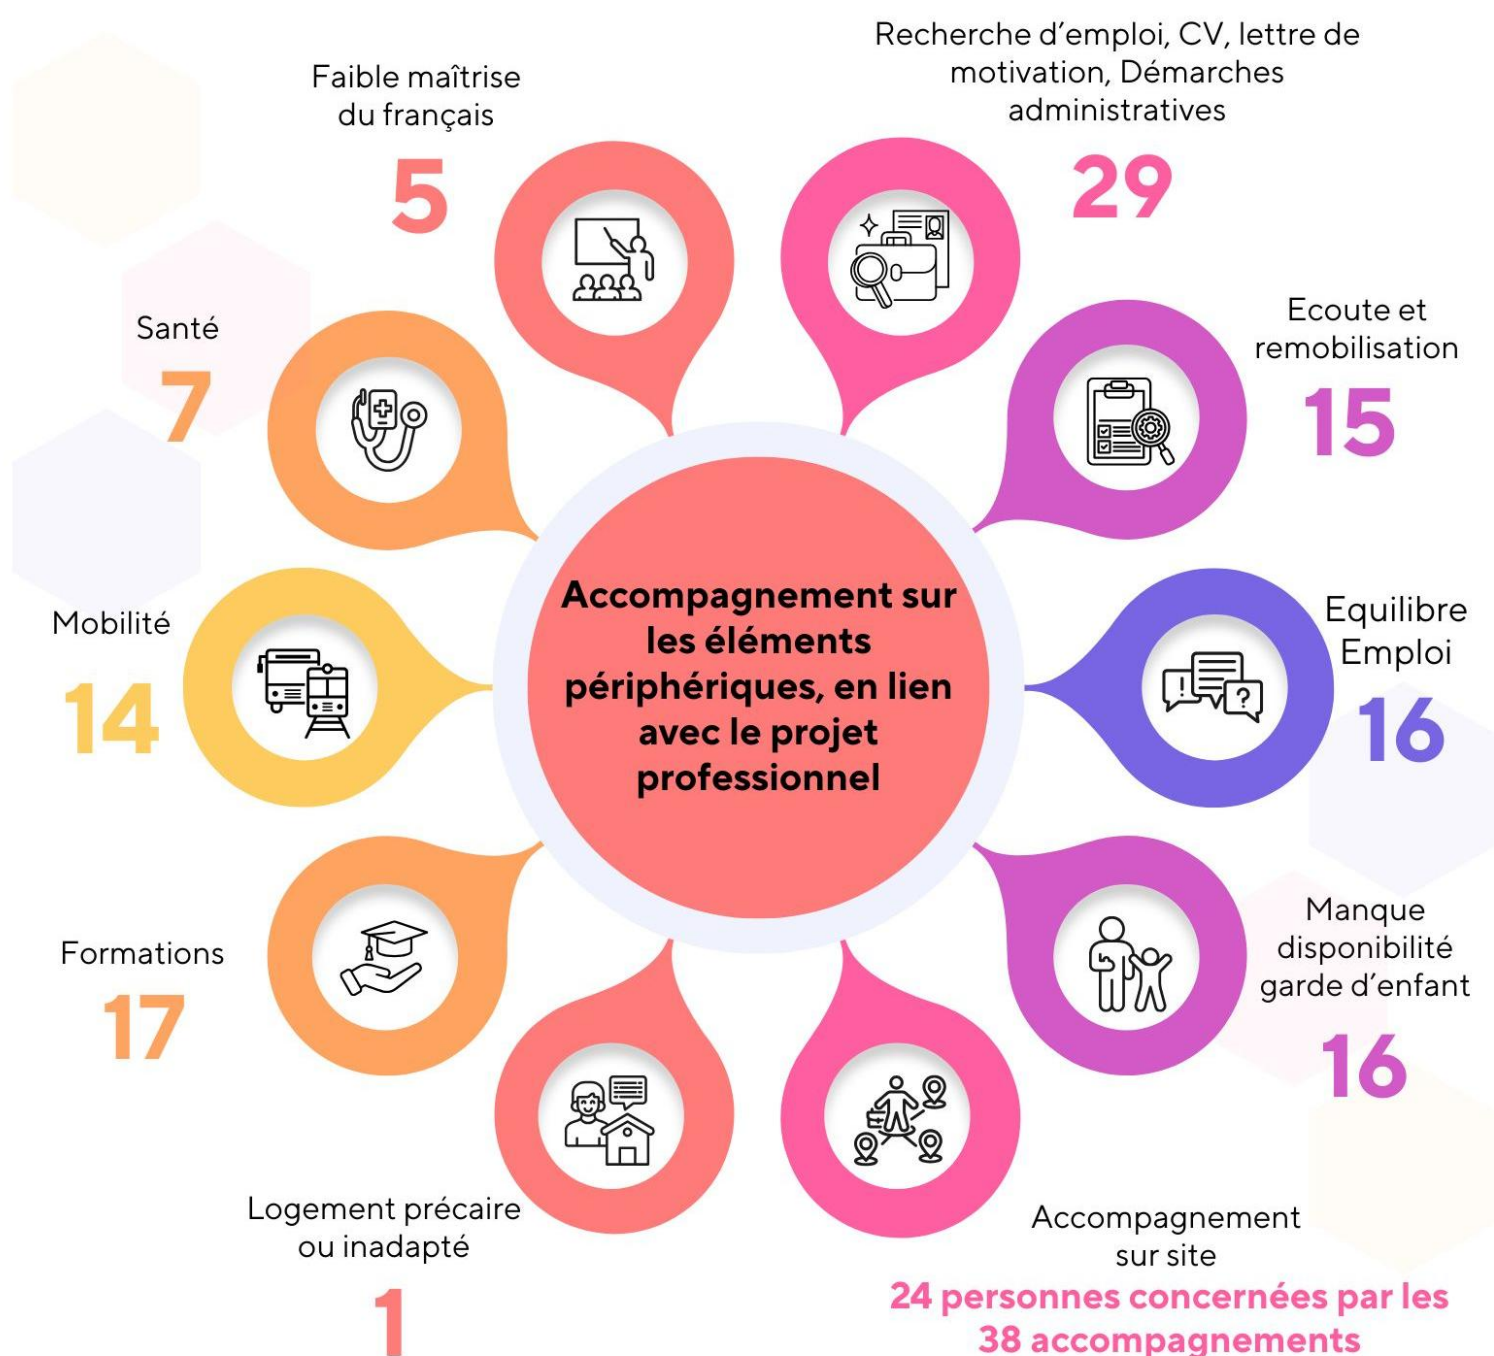 Recherche d'emploi, CV, lettre de
motivation, Démarches
administratives
29
Faible maîtrise
du français
5
Ecoute et
remobilisation
15
Santé
7
Equilibre
Emploi
16
Mobilité
14
Accompagnement sur
les éléments
périphériques, en lien
avec le projet
professionnel
Manque
disponibilité
garde d'enfant
16
Formations
17
Logement précaire
ou inadapté
1
Accompagnement
sur site
24 personnes concernées par les
38 accompagnements